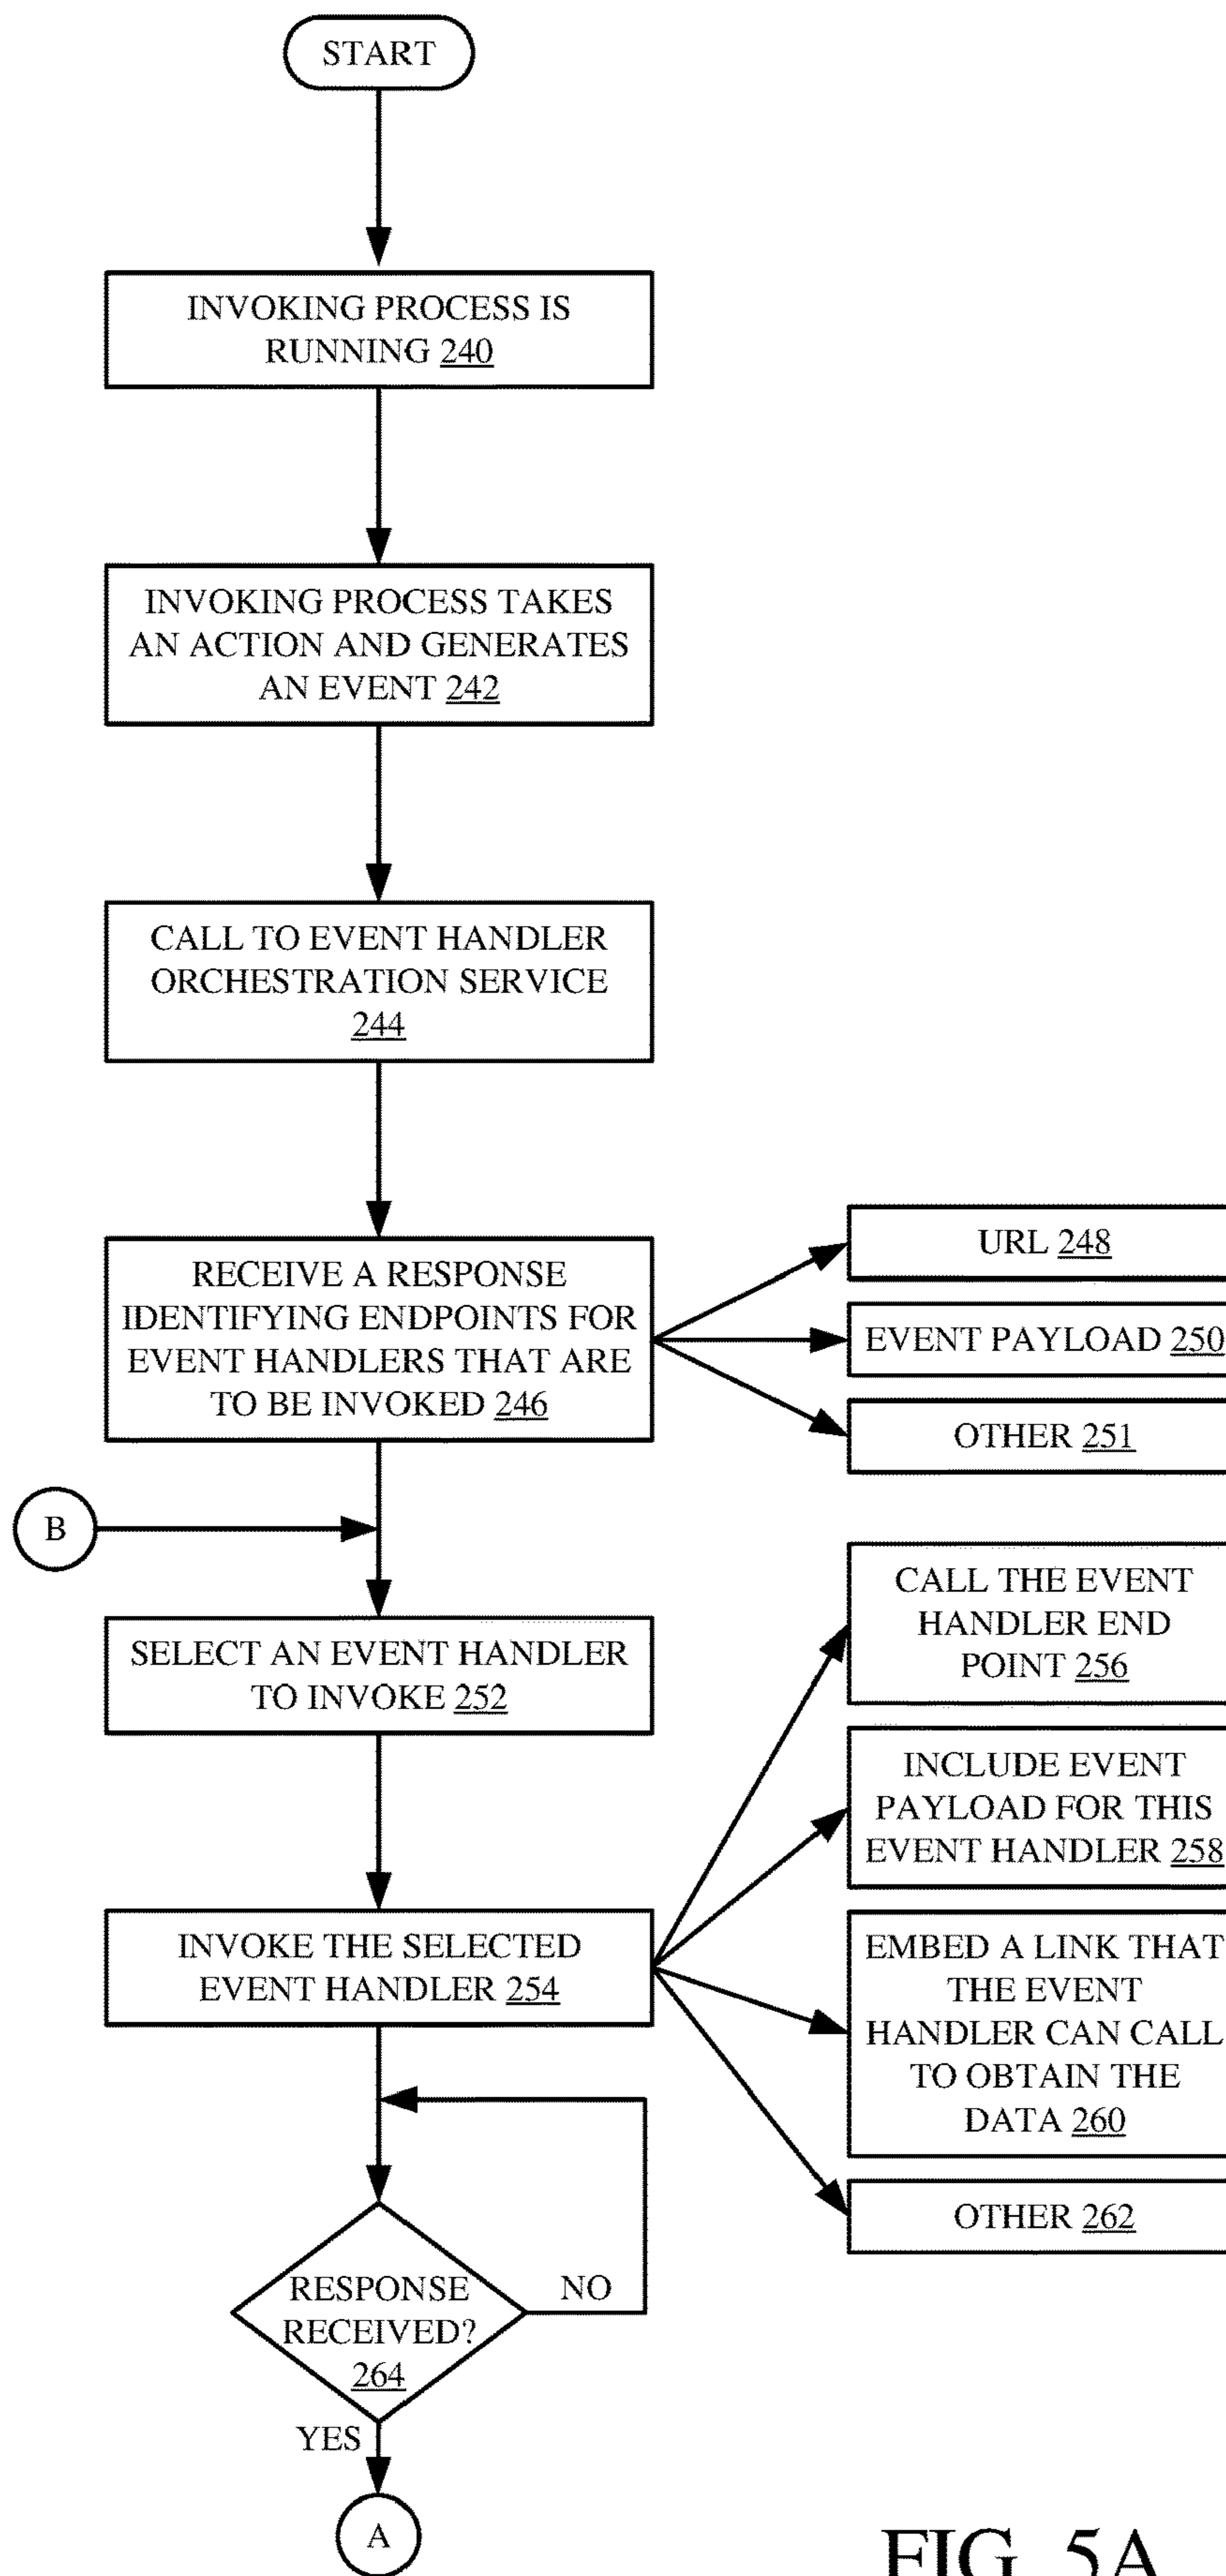 START
INVOKING PROCESS IS
RUNNING 240
INVOKING PROCESS TAKES
AN ACTION AND GENERATES
AN EVENT 242
CALL TO EVENT HANDLER
ORCHESTRATION SERVICE
244
RECEIVE A RESPONSE
IDENTIFYING ENDPOINTS FOR
EVENT HANDLERS THAT ARE
TO BE INVOKED 246
URL 248
EVENT PAYLOAD 250
OTHER 251
B
SELECT AN EVENT HANDLER
TO INVOKE 252
INVOKE THE SELECTED
EVENT HANDLER 254
CALL THE EVENT
HANDLER END
POINT 256
INCLUDE EVENT
PAYLOAD FOR THIS
EVENT HANDLER 258
EMBED A LINK THAT
THE EVENT
HANDLER CAN CALL
TO OBTAIN THE
DATA 260
OTHER 262
RESPONSE
RECEIVED?
264
NO
YES
A
FIG. 5A